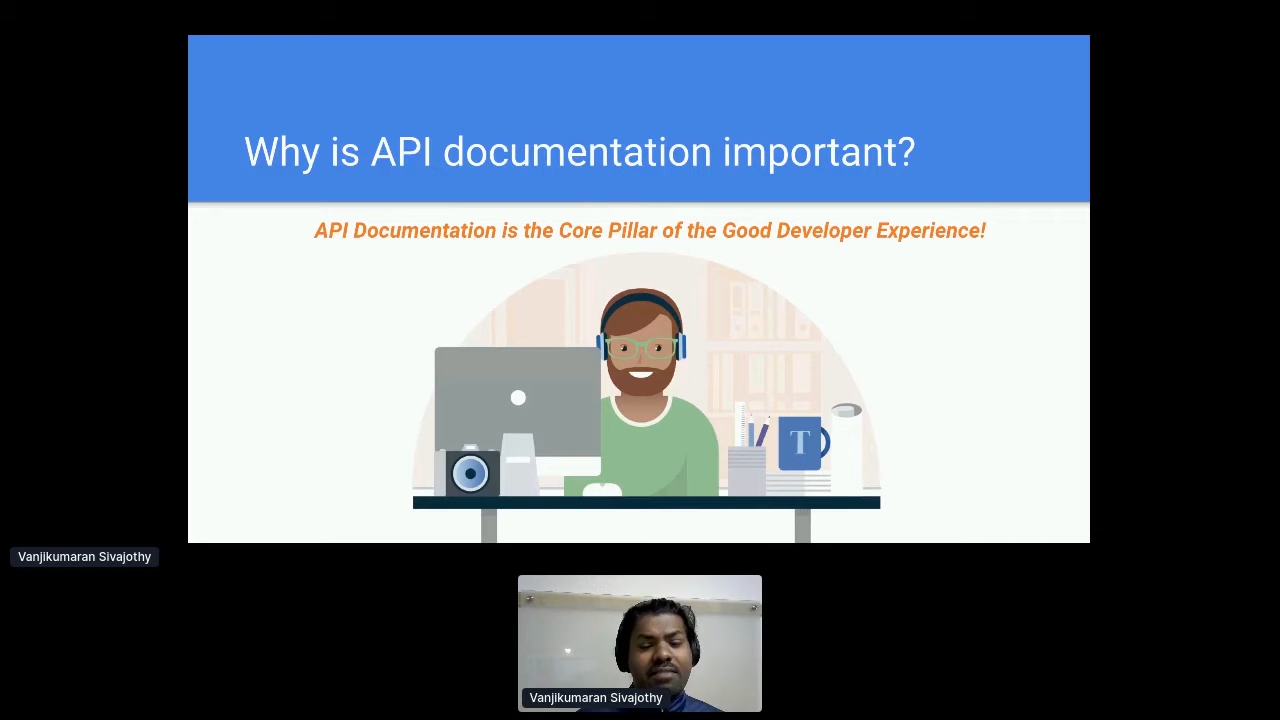 Why is API documentation important?
API Documentation is the Core Pillar of the Good Developer Experience!
T
Vanjikumaran Sivajothy
Vanjikumaran Sivajothy